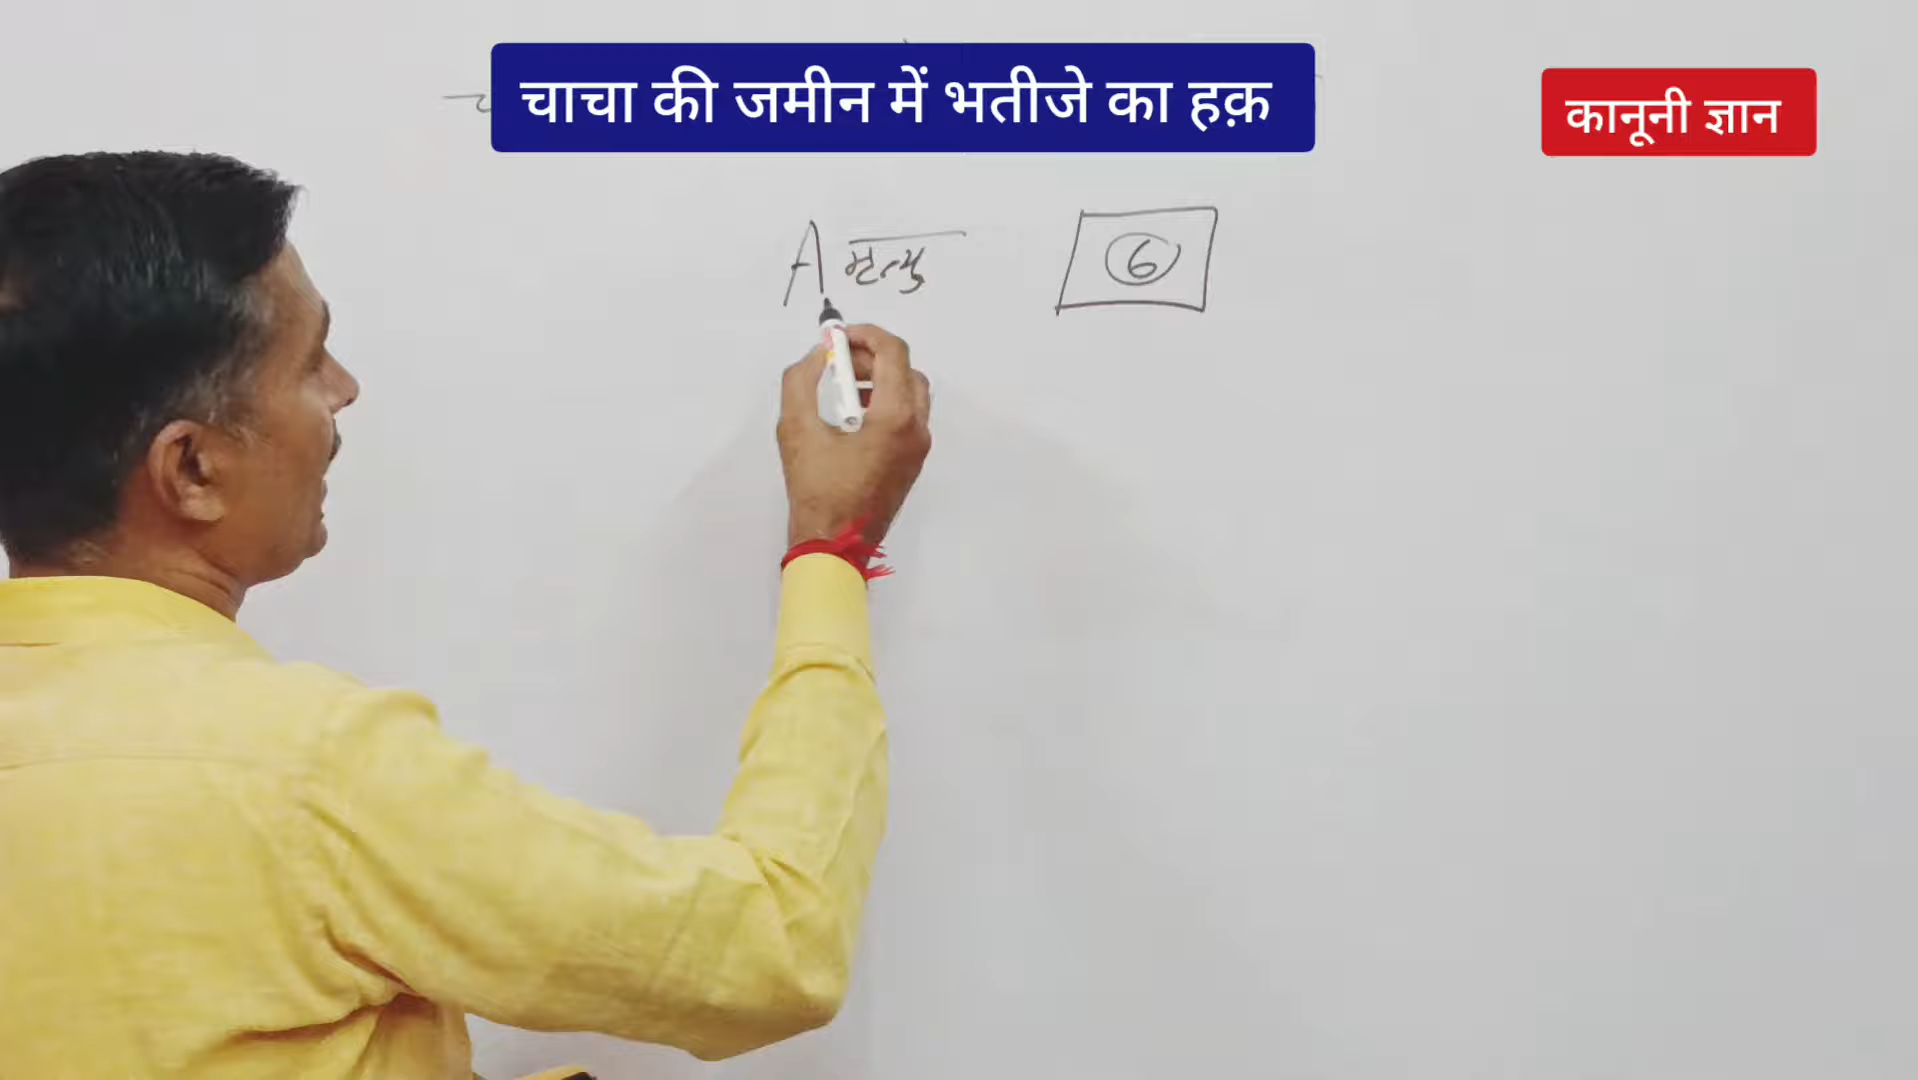 चाचा की जमीन में भतीजे का हक़
कानूनी ज्ञान
A मृत्यु
6